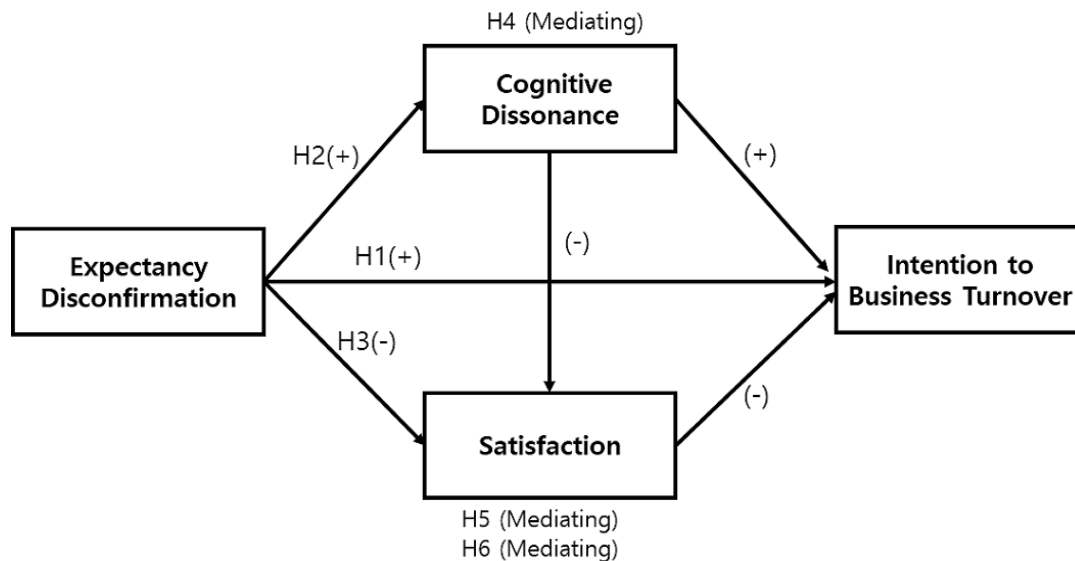 H4 (Mediating)
Cognitive
Dissonance
H2(+)
(+)
Expectancy
Disconfirmation
H1(+)
(-)
Intention to
Business Turnover
H3(-)
(-)
Satisfaction
H5 (Mediating)
H6 (Mediating)